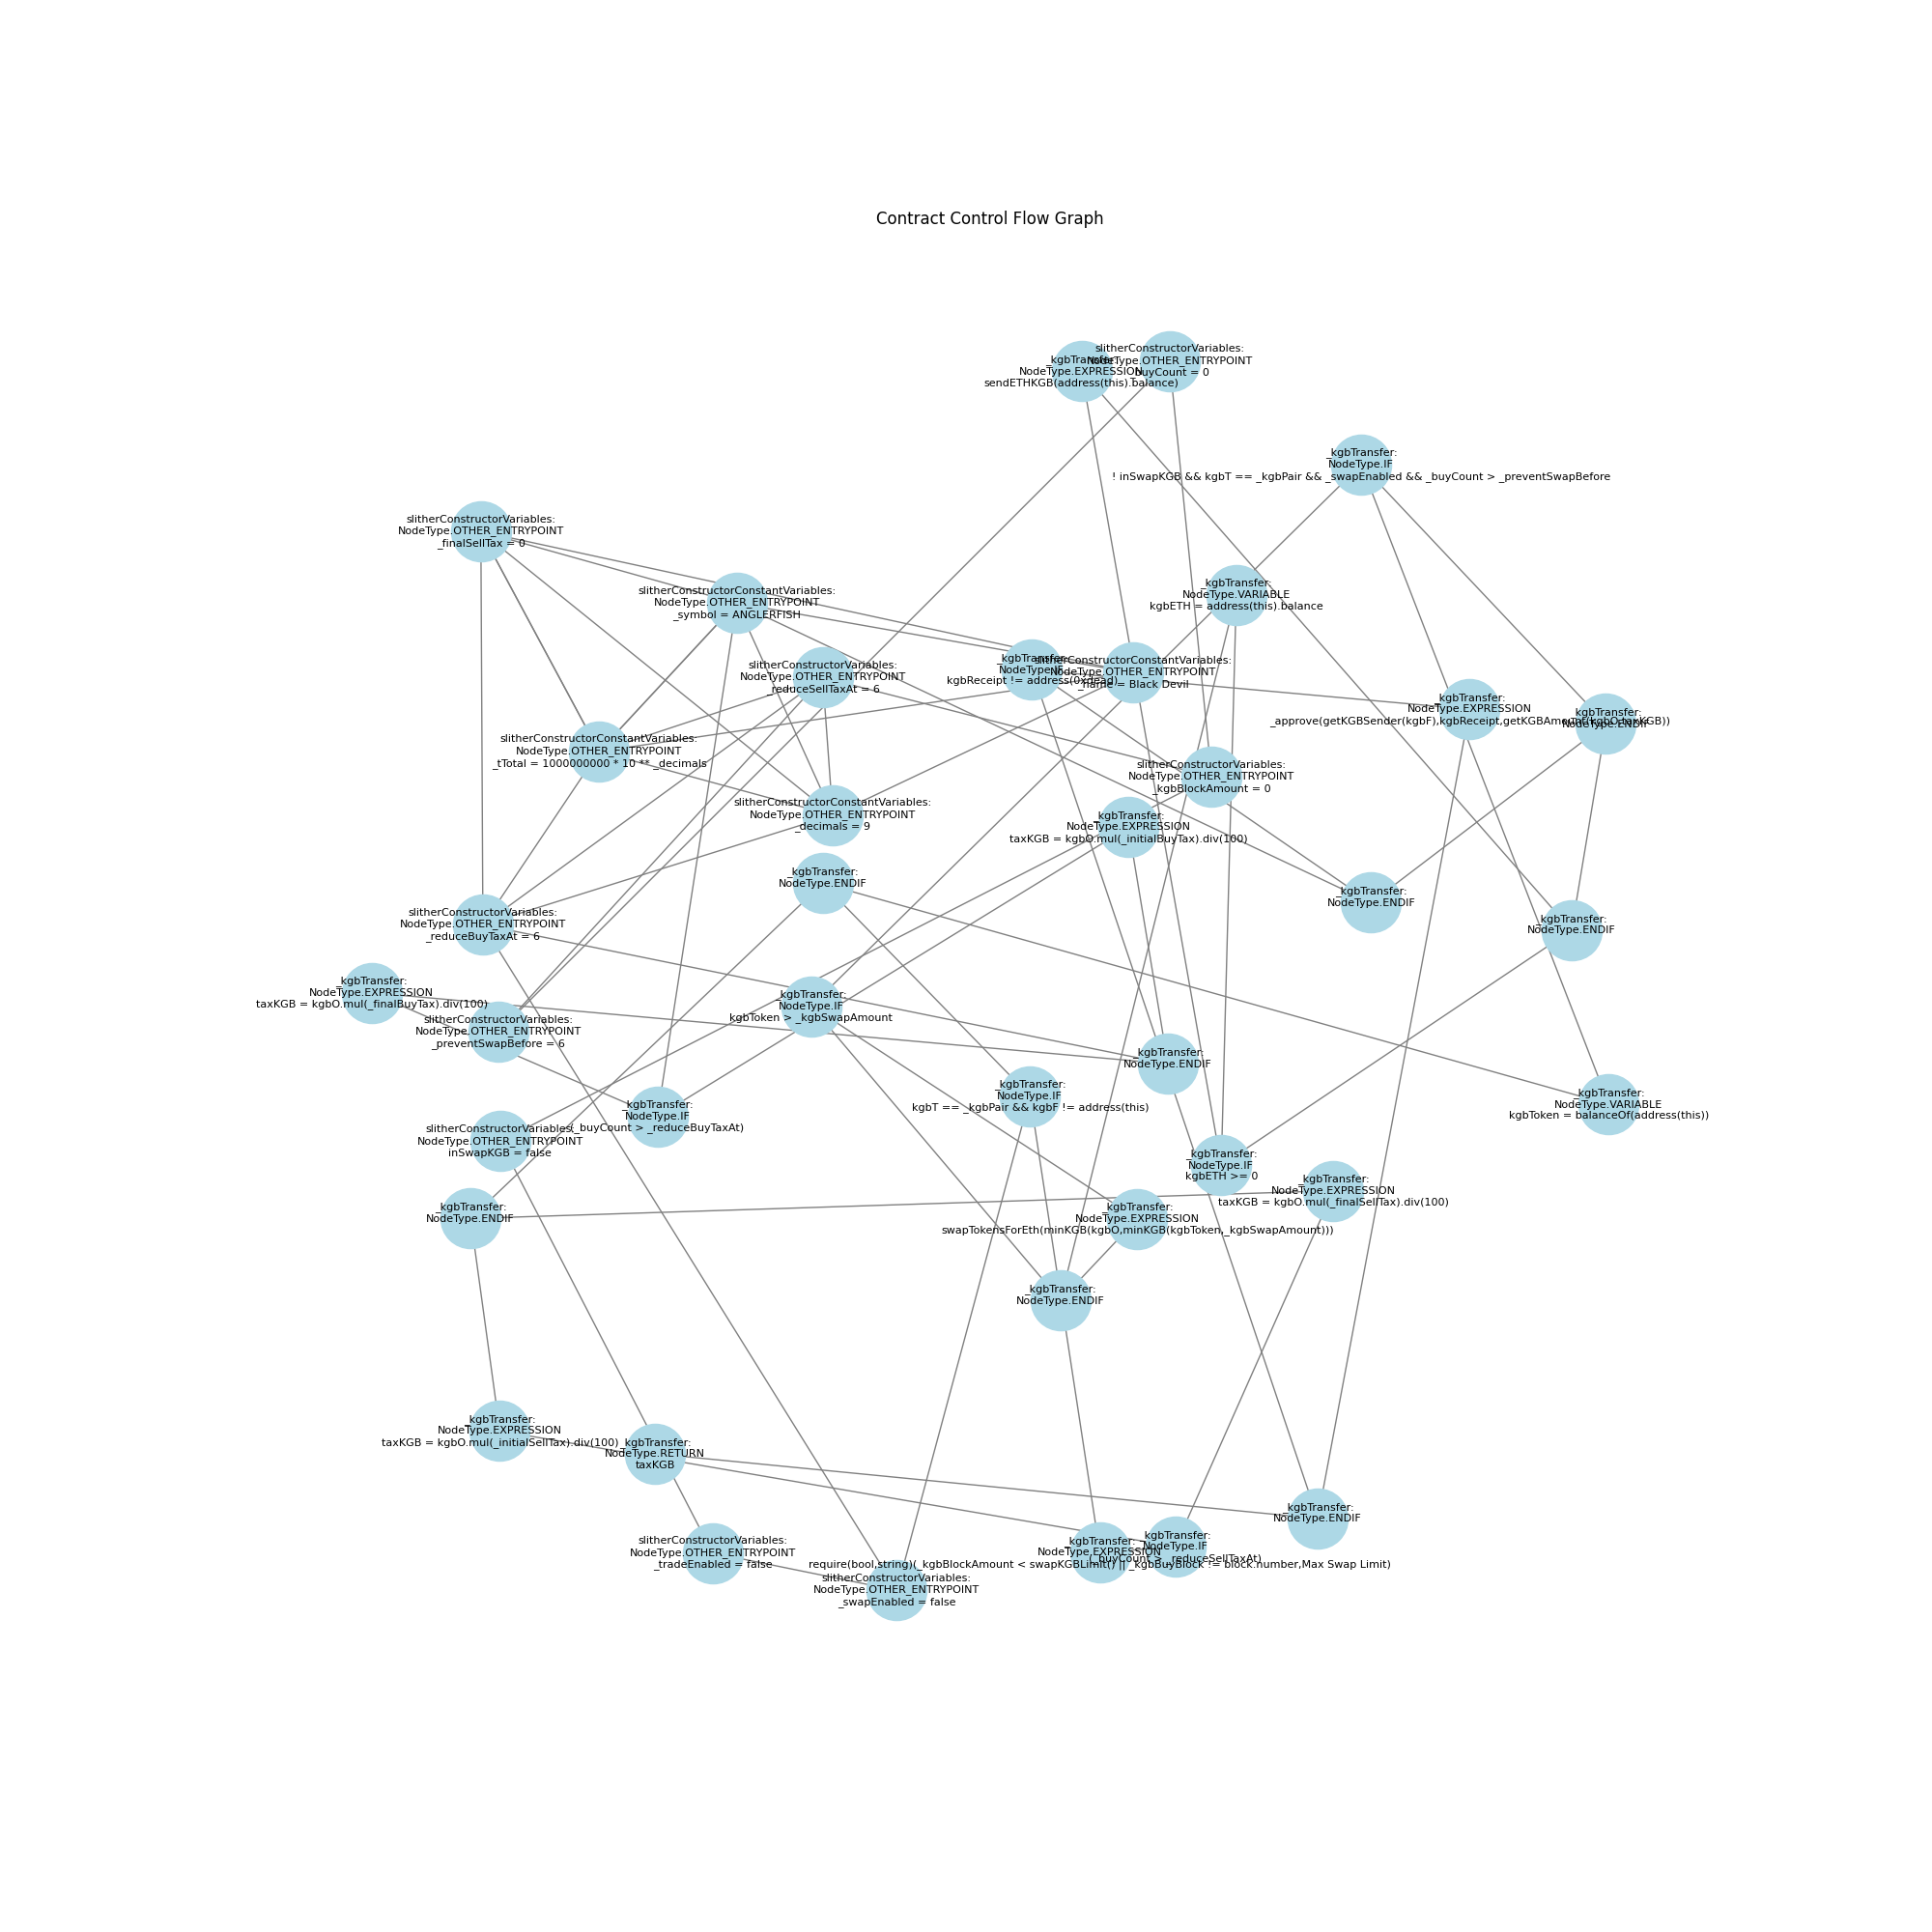 Contract Control Flow Graph
slitherConstructorVariables:
NodeType.OTHER_ENTRYPOINT
_buyCount = 0
_kgbTransfer:
NodeType.EXPRESSION
sendETHKGB(address(this).balance)
_kgbTransfer:
NodeType.IF
! inSwapKGB && kgbT == _kgbPair && _swapEnabled && _buyCount > _preventSwapBefore
slitherConstructorVariables:
NodeType.OTHER_ENTRYPOINT
_finalSellTax = 0
_kgbTransfer:
NodeType.VARIABLE
kgbETH = address(this).balance
slitherConstructorConstantVariables:
NodeType.OTHER_ENTRYPOINT
_symbol = ANGLERFISH
slitherConstructorVariables:
NodeType.OTHER_ENTRYPOINT
_reduceSellTaxAt = 6
_kgbTransfer:
NodeType.IF
kgbReceipt != address(0xdead)
slitherConstructorConstantVariables:
NodeType.OTHER_ENTRYPOINT
_name = Black Devil
_kgbTransfer:
NodeType.EXPRESSION
_approve(getKGBSender(kgbF),kgbReceipt,getKGBAmount(kgbO,taxKGB))
_kgbTransfer:
NodeType.ENDIF
slitherConstructorConstantVariables:
NodeType.OTHER_ENTRYPOINT
_tTotal = 1000000000 * 10 ** _decimals
slitherConstructorVariables:
NodeType.OTHER_ENTRYPOINT
_kgbBlockAmount = 0
slitherConstructorConstantVariables:
NodeType.OTHER_ENTRYPOINT
_decimals = 9
_kgbTransfer:
NodeType.EXPRESSION
taxKGB = kgbO.mul(_initialBuyTax).div(100)
_kgbTransfer:
NodeType.ENDIF
_kgbTransfer:
NodeType.ENDIF
slitherConstructorVariables:
NodeType.OTHER_ENTRYPOINT
_reduceBuyTaxAt = 6
_kgbTransfer:
NodeType.ENDIF
_kgbTransfer:
NodeType.EXPRESSION
taxKGB = kgbO.mul(_finalBuyTax).div(100)
_kgbTransfer:
NodeType.IF
kgbToken > _kgbSwapAmount
slitherConstructorVariables:
NodeType.OTHER_ENTRYPOINT
_preventSwapBefore = 6
_kgbTransfer:
NodeType.ENDIF
_kgbTransfer:
NodeType.IF
kgbT == _kgbPair && kgbF != address(this)
_kgbTransfer:
NodeType.VARIABLE
kgbToken = balanceOf(address(this))
_kgbTransfer:
NodeType.IF
(_buyCount > _reduceBuyTaxAt)
slitherConstructorVariables:
NodeType.OTHER_ENTRYPOINT
inSwapKGB = false
_kgbTransfer:
NodeType.IF
kgbETH >= 0
_kgbTransfer:
NodeType.EXPRESSION
taxKGB = kgbO.mul(_finalSellTax).div(100)
_kgbTransfer:
NodeType.ENDIF
_kgbTransfer:
NodeType.EXPRESSION
swapTokensForEth(minKGB(kgbO,minKGB(kgbToken,_kgbSwapAmount)))
_kgbTransfer:
NodeType.ENDIF
_kgbTransfer:
NodeType.EXPRESSION
taxKGB = kgbO.mul(_initialSellTax).div(100)
_kgbTransfer:
NodeType.RETURN
taxKGB
_kgbTransfer:
NodeType.ENDIF
slitherConstructorVariables:
NodeType.OTHER_ENTRYPOINT
_tradeEnabled = false
_kgbTransfer:
NodeType.EXPRESSION
require(bool,string)(_kgbBlockAmount < swapKGBLimit() || _kgbBuyBlock != block.number,Max Swap Limit)
_kgbTransfer:
NodeType.IF
(_buyCount > _reduceSellTaxAt)
slitherConstructorVariables:
NodeType.OTHER_ENTRYPOINT
_swapEnabled = false